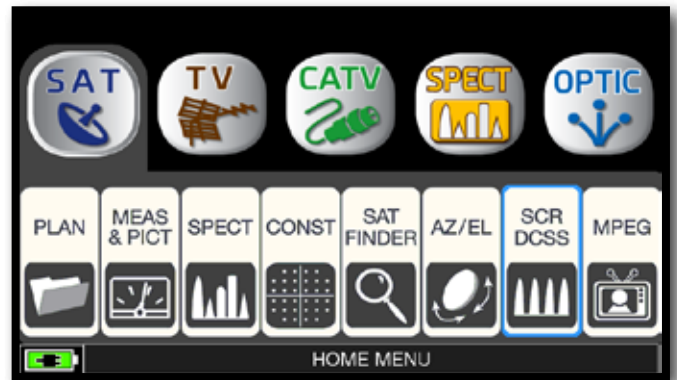 SAT TV CATV SPECT OPTIC
PLAN
MEAS
& PICT
SPECT
CONST
SAT
FINDER
AZ/EL
SCR
DCSS
MPEG
HOME MENU